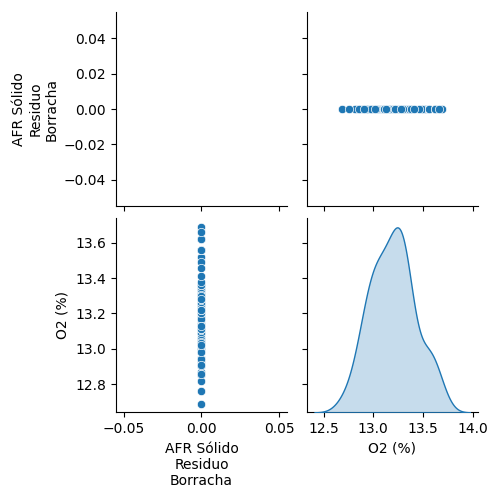 0.04
0.02
0.00
−0.02
−0.04
AFR Sólido
Residuo
Borracha
13.6
13.4
13.2
13.0
12.8
O2 (%)
−0.05
0.00
0.05
AFR Sólido
Residuo
Borracha
12.5
13.0
13.5
14.0
O2 (%)